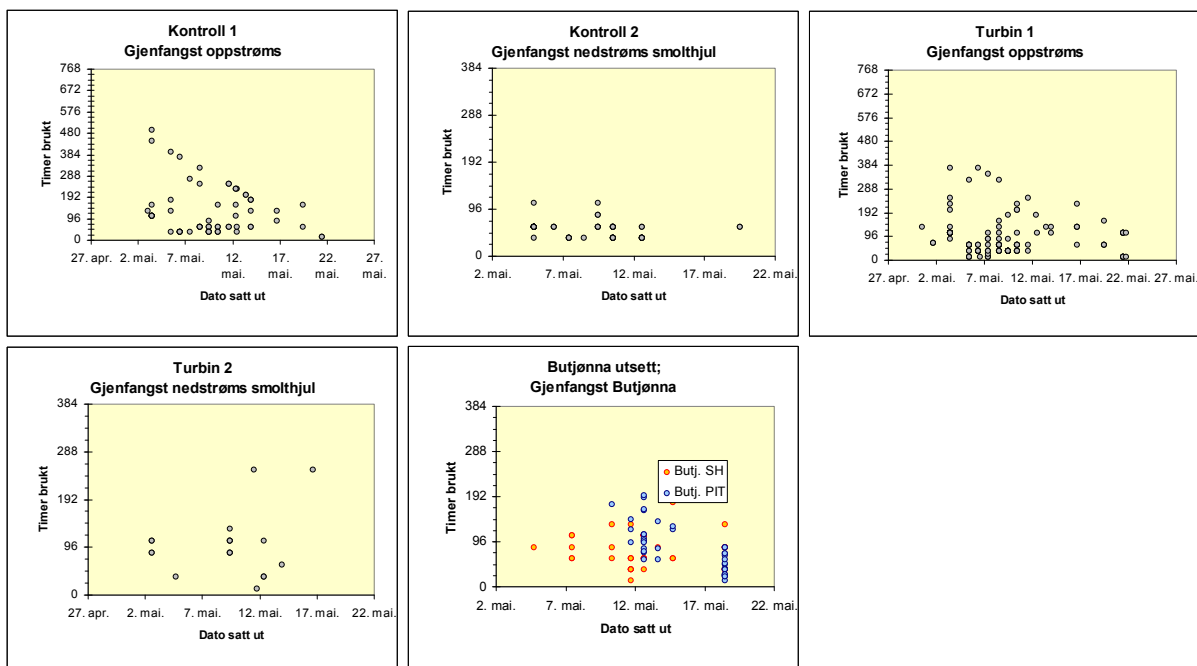 Kontroll 1
Gjenfangst oppstrøms
768
672
576
480
384
288
192
96
0
Timer brukt
27. apr.
2. mai.
7. mai.
12. mai.
17. mai.
22. mai.
27. mai.
Dato satt ut
Kontroll 2
Gjenfangst nedstrøms smolthjul
384
288
192
96
0
Timer brukt
2. mai.
7. mai.
12. mai.
17. mai.
22. mai.
Dato satt ut
Turbin 1
Gjenfangst oppstrøms
768
672
576
480
384
288
192
96
0
Timer brukt
27. apr.
2. mai.
7. mai.
12. mai.
17. mai.
22. mai.
27. mai.
Dato satt ut
Turbin 2
Gjenfangst nedstrøms smolthjul
384
288
192
96
0
Timer brukt
27. apr.
2. mai.
7. mai.
12. mai.
17. mai.
22. mai.
Dato satt ut
Butjønna utsett;
Gjenfangst Butjønna
384
288
192
96
0
Timer brukt
Butj. SH
Butj. PIT
2. mai.
7. mai.
12. mai.
17. mai.
22. mai.
Dato satt ut